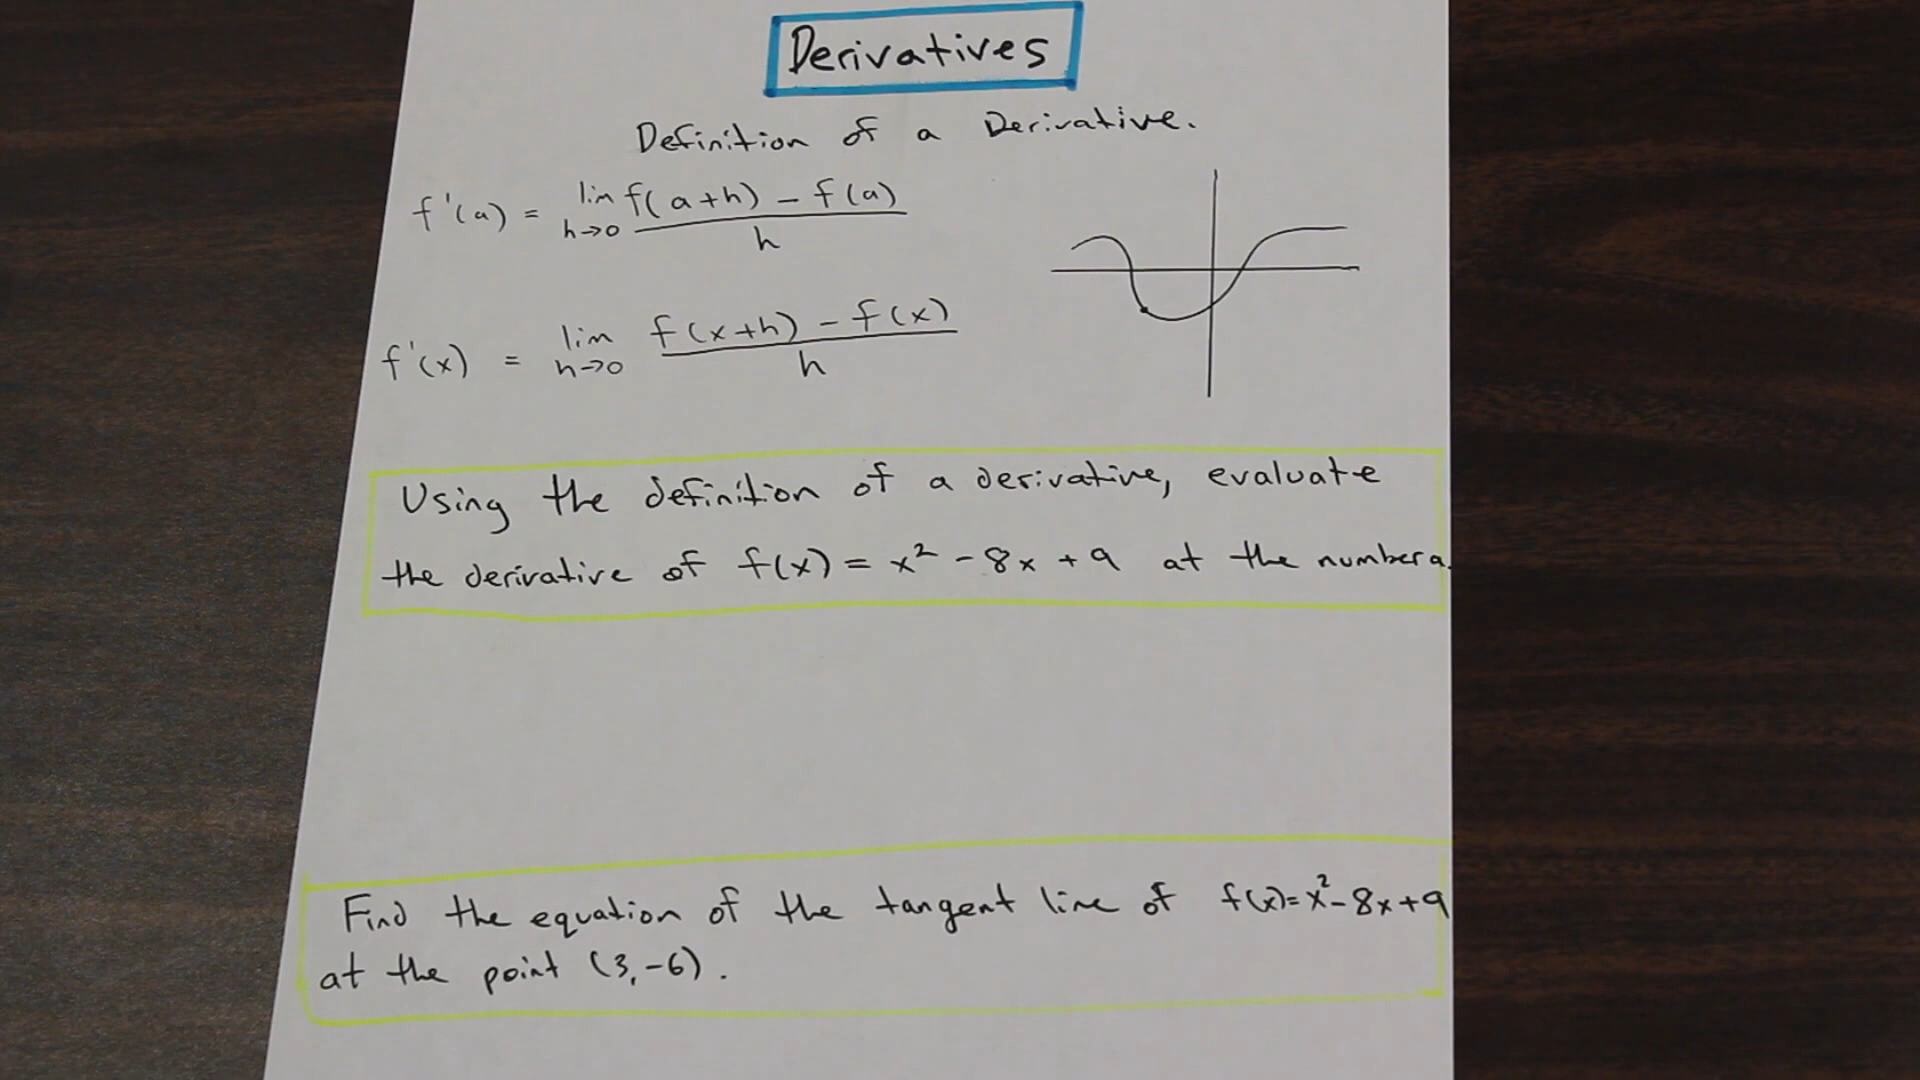 Derivatives
Definition of a Derivative.
f'(a) = lim h→0 f(a+h) - f(a) / h
f'(x) = lim h→0 f(x+h) - f(x) / h
Using the definition of a derivative, evaluate
the derivative of f(x) = x² - 8x + 9 at the number a.
Find the equation of the tangent line of f(x)=x²-8x+9
at the point (3,-6).